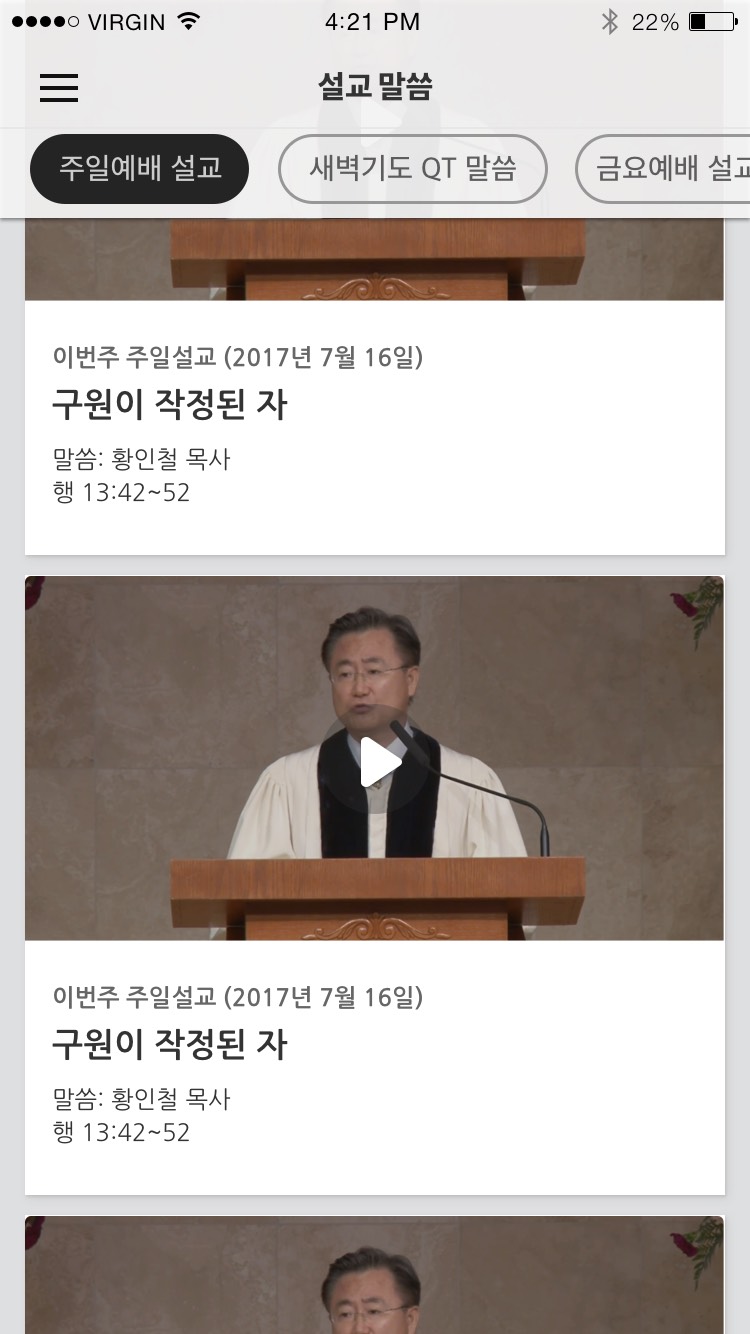 VIRGIN 4:21 PM 22%
설교 말씀
주일예배 설교 새벽기도 QT 말씀 금요예배 설교
이번주 주일설교 (2017년 7월 16일)
구원이 작정된 자
말씀: 황인철 목사
행 13:42~52
이번주 주일설교 (2017년 7월 16일)
구원이 작정된 자
말씀: 황인철 목사
행 13:42~52